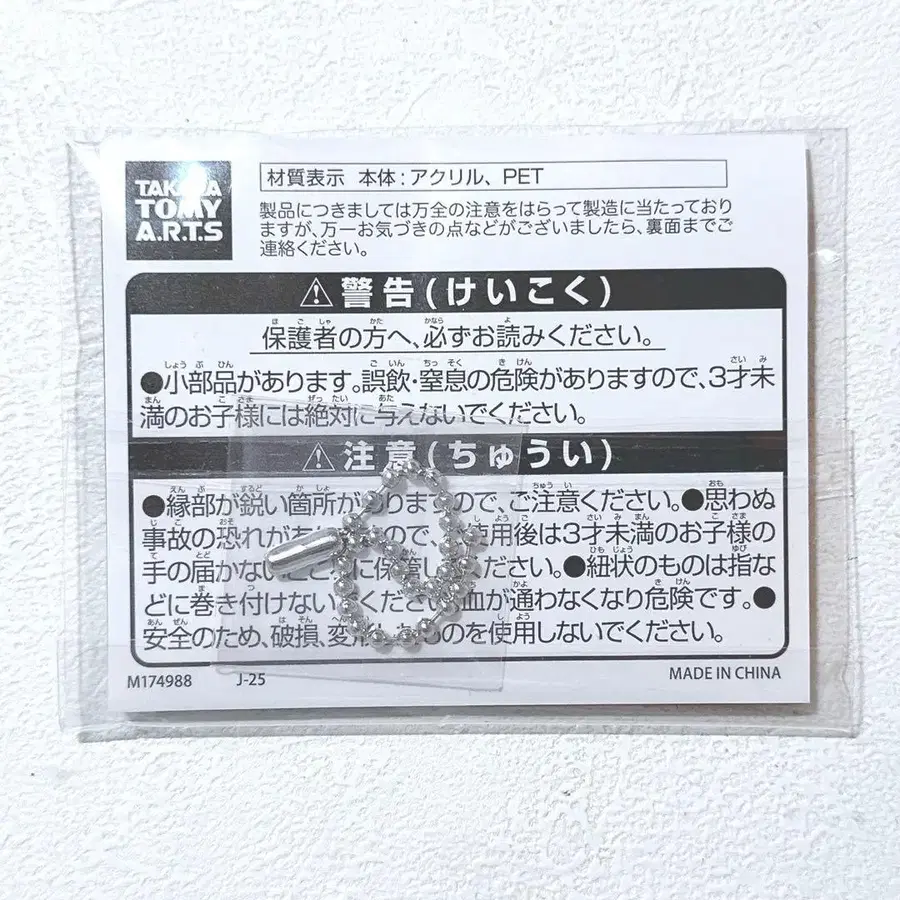 TAKARA
TOMY
A.R.T.S
材質表示 本体:アクリル、PET
製品につきましては万全の注意をはらって製造に当たっており
ますが、万一お気づきの点などがございましたら、裏面までご
連絡ください。
⚠警告(けいこく)
保護者の方へ、必ずお読みください。
●小部品があります。誤飲・窒息の危険がありますので、3才未
満のお子様には絶対に与えないでください。
⚠注意(ちゅうい)
●縁部が鋭い箇所がありますので、ご注意ください。●思わぬ
事故の恐れがあ ので、 使用後は3才未満のお子様の
手の届かないところに保管 ください。●紐状のものは指な
どに巻き付けない ください 血が通わなくなり危険です。●
安全のため、破損、変形したものを使用しないでください。
M174988 J-25 MADE IN CHINA